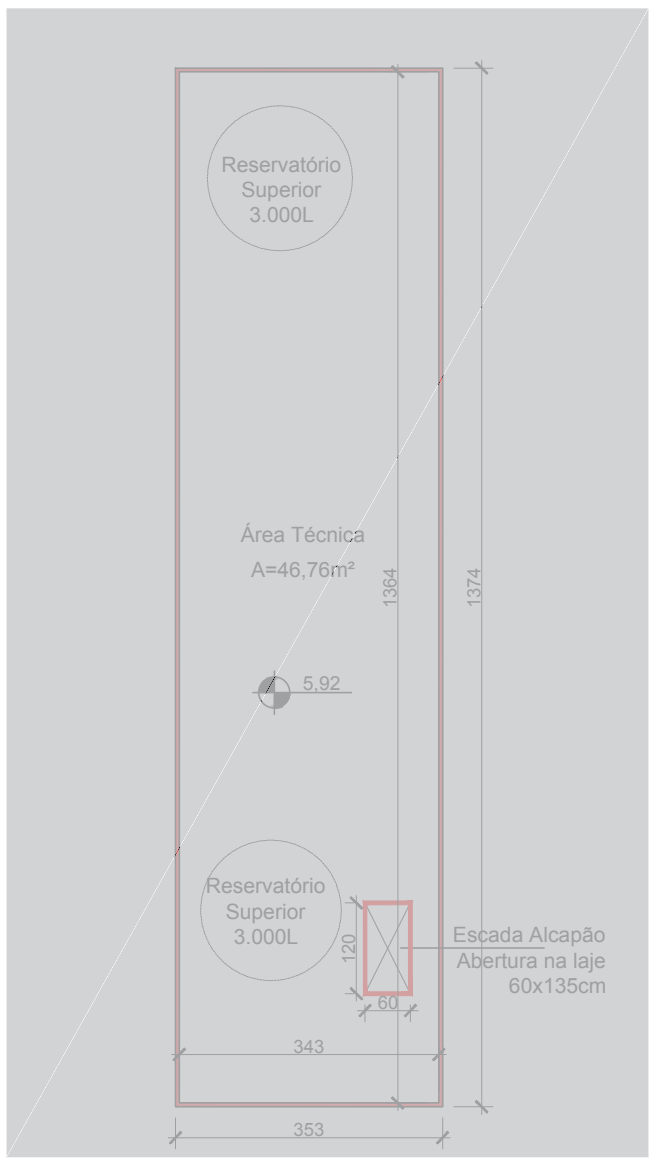 Reservatório
Superior
3.000L
Área Técnica
A=46,76m²
1364
1374
5,92
Reservatório
Superior
3.000L
120
60
Escada Alcapão
Abertura na laje
60x135cm
343
353